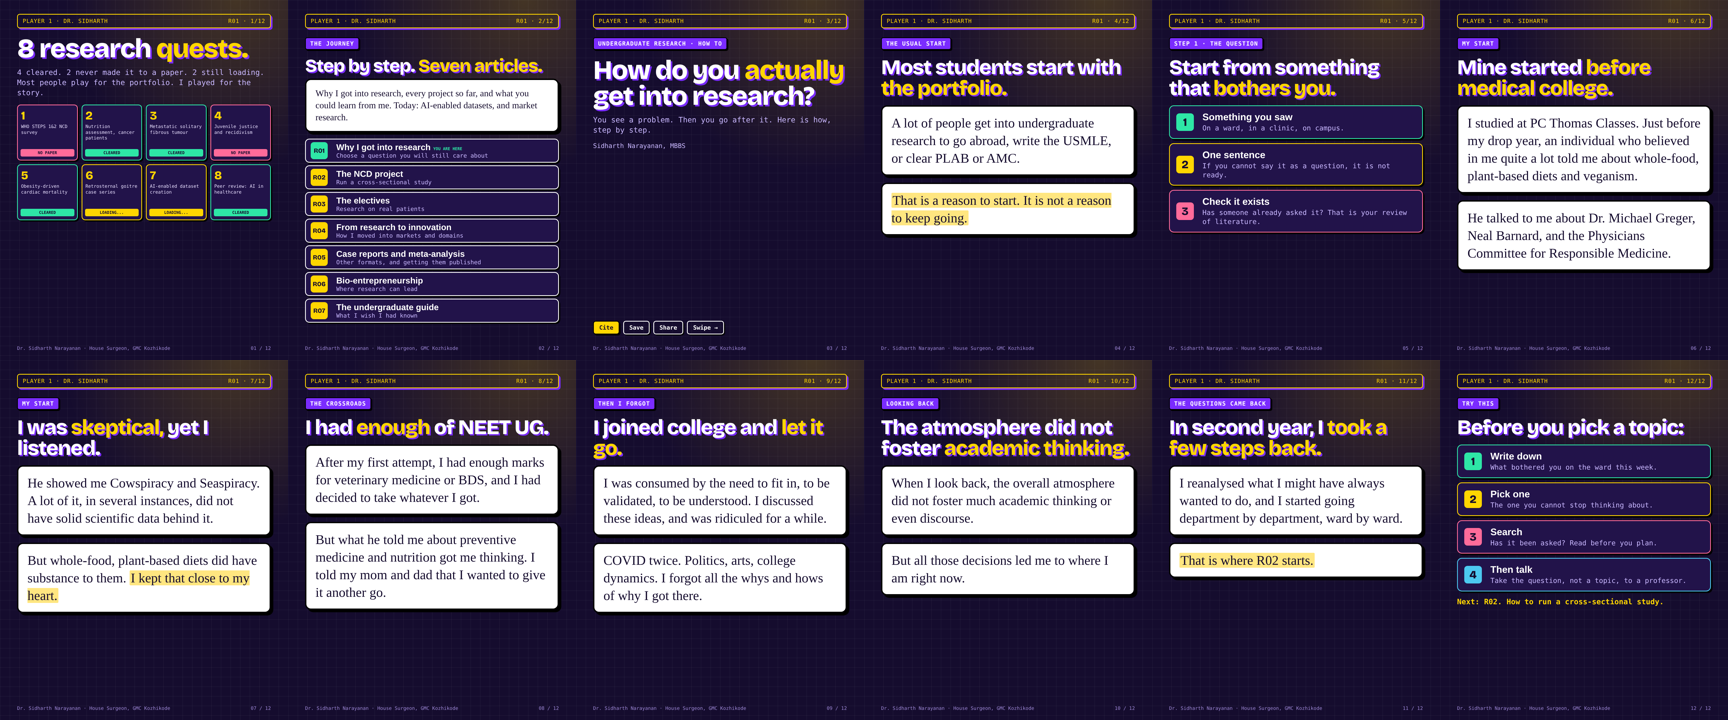 PLAYER 1 · DR. SIDHARTH
R01 · 1/12
8 research quests.
4 cleared. 2 never made it to a paper. 2 still loading.
Most people play for the portfolio. I played for the
story.
1
WHO STEPS 1&2 NCD
survey
NO PAPER
2
Nutrition
assessment, cancer
patients
CLEARED
3
Metastatic solitary
fibrous tumour
CLEARED
4
Juvenile justice
and recidivism
NO PAPER
5
Obesity-driven
cardiac mortality
CLEARED
6
Retrosternal goitre
case series
LOADING...
7
AI-enabled dataset
creation
LOADING...
8
Peer review: AI in
healthcare
CLEARED
Dr. Sidharth Narayanan · House Surgeon, GMC Kozhikode
01 / 12
PLAYER 1 · DR. SIDHARTH
R01 · 2/12
THE JOURNEY
Step by step. Seven articles.
Why I got into research, every project so far, and what you
could learn from me. Today: AI-enabled datasets, and market
research.
R01
Why I got into research YOU ARE HERE
Choose a question you will still care about
R02
The NCD project
Run a cross-sectional study
R03
The electives
Research on real patients
R04
From research to innovation
How I moved into markets and domains
R05
Case reports and meta-analysis
Other formats, and getting them published
R06
Bio-entrepreneurship
Where research can lead
R07
The undergraduate guide
What I wish I had known
Dr. Sidharth Narayanan · House Surgeon, GMC Kozhikode
02 / 12
PLAYER 1 · DR. SIDHARTH
R01 · 3/12
UNDERGRADUATE RESEARCH · HOW TO
How do you actually
get into research?
You see a problem. Then you go after it. Here is how,
step by step.
Sidharth Narayanan, MBBS
Cite
Save
Share
Swipe →
Dr. Sidharth Narayanan · House Surgeon, GMC Kozhikode
03 / 12
PLAYER 1 · DR. SIDHARTH
R01 · 4/12
THE USUAL START
Most students start with
the portfolio.
A lot of people get into undergraduate
research to go abroad, write the USMLE,
or clear PLAB or AMC.
That is a reason to start. It is not a reason
to keep going.
Dr. Sidharth Narayanan · House Surgeon, GMC Kozhikode
04 / 12
PLAYER 1 · DR. SIDHARTH
R01 · 5/12
STEP 1 · THE QUESTION
Start from something
that bothers you.
1
Something you saw
On a ward, in a clinic, on campus.
2
One sentence
If you cannot say it as a question, it is not
ready.
3
Check it exists
Has someone already asked it? That is your review
of literature.
Dr. Sidharth Narayanan · House Surgeon, GMC Kozhikode
05 / 12
PLAYER 1 · DR. SIDHARTH
R01 · 6/12
MY START
Mine started before
medical college.
I studied at PC Thomas Classes. Just before
my drop year, an individual who believed
in me quite a lot told me about whole-food,
plant-based diets and veganism.
He talked to me about Dr. Michael Greger,
Neal Barnard, and the Physicians
Committee for Responsible Medicine.
Dr. Sidharth Narayanan · House Surgeon, GMC Kozhikode
06 / 12
PLAYER 1 · DR. SIDHARTH
R01 · 7/12
MY START
I was skeptical, yet I
listened.
He showed me Cowspiracy and Seaspiracy.
A lot of it, in several instances, did not
have solid scientific data behind it.
But whole-food, plant-based diets did have
substance to them. I kept that close to my
heart.
Dr. Sidharth Narayanan · House Surgeon, GMC Kozhikode
07 / 12
PLAYER 1 · DR. SIDHARTH
R01 · 8/12
THE CROSSROADS
I had enough of NEET UG.
After my first attempt, I had enough marks
for veterinary medicine or BDS, and I had
decided to take whatever I got.
But what he told me about preventive
medicine and nutrition got me thinking. I
told my mom and dad that I wanted to give
it another go.
Dr. Sidharth Narayanan · House Surgeon, GMC Kozhikode
08 / 12
PLAYER 1 · DR. SIDHARTH
R01 · 9/12
THEN I FORGOT
I joined college and let it
go.
I was consumed by the need to fit in, to be
validated, to be understood. I discussed
these ideas, and was ridiculed for a while.
COVID twice. Politics, arts, college
dynamics. I forgot all the whys and hows
of why I got there.
Dr. Sidharth Narayanan · House Surgeon, GMC Kozhikode
09 / 12
PLAYER 1 · DR. SIDHARTH
R01 · 10/12
LOOKING BACK
The atmosphere did not
foster academic thinking.
When I look back, the overall atmosphere
did not foster much academic thinking or
even discourse.
But all those decisions led me to where I
am right now.
Dr. Sidharth Narayanan · House Surgeon, GMC Kozhikode
10 / 12
PLAYER 1 · DR. SIDHARTH
R01 · 11/12
THE QUESTIONS CAME BACK
In second year, I took a
few steps back.
I reanalysed what I might have always
wanted to do, and I started going
department by department, ward by ward.
That is where R02 starts.
Dr. Sidharth Narayanan · House Surgeon, GMC Kozhikode
11 / 12
PLAYER 1 · DR. SIDHARTH
R01 · 12/12
TRY THIS
Before you pick a topic:
1
Write down
What bothered you on the ward this week.
2
Pick one
The one you cannot stop thinking about.
3
Search
Has it been asked? Read before you plan.
4
Then talk
Take the question, not a topic, to a professor.
Next: R02. How to run a cross-sectional study.
Dr. Sidharth Narayanan · House Surgeon, GMC Kozhikode
12 / 12